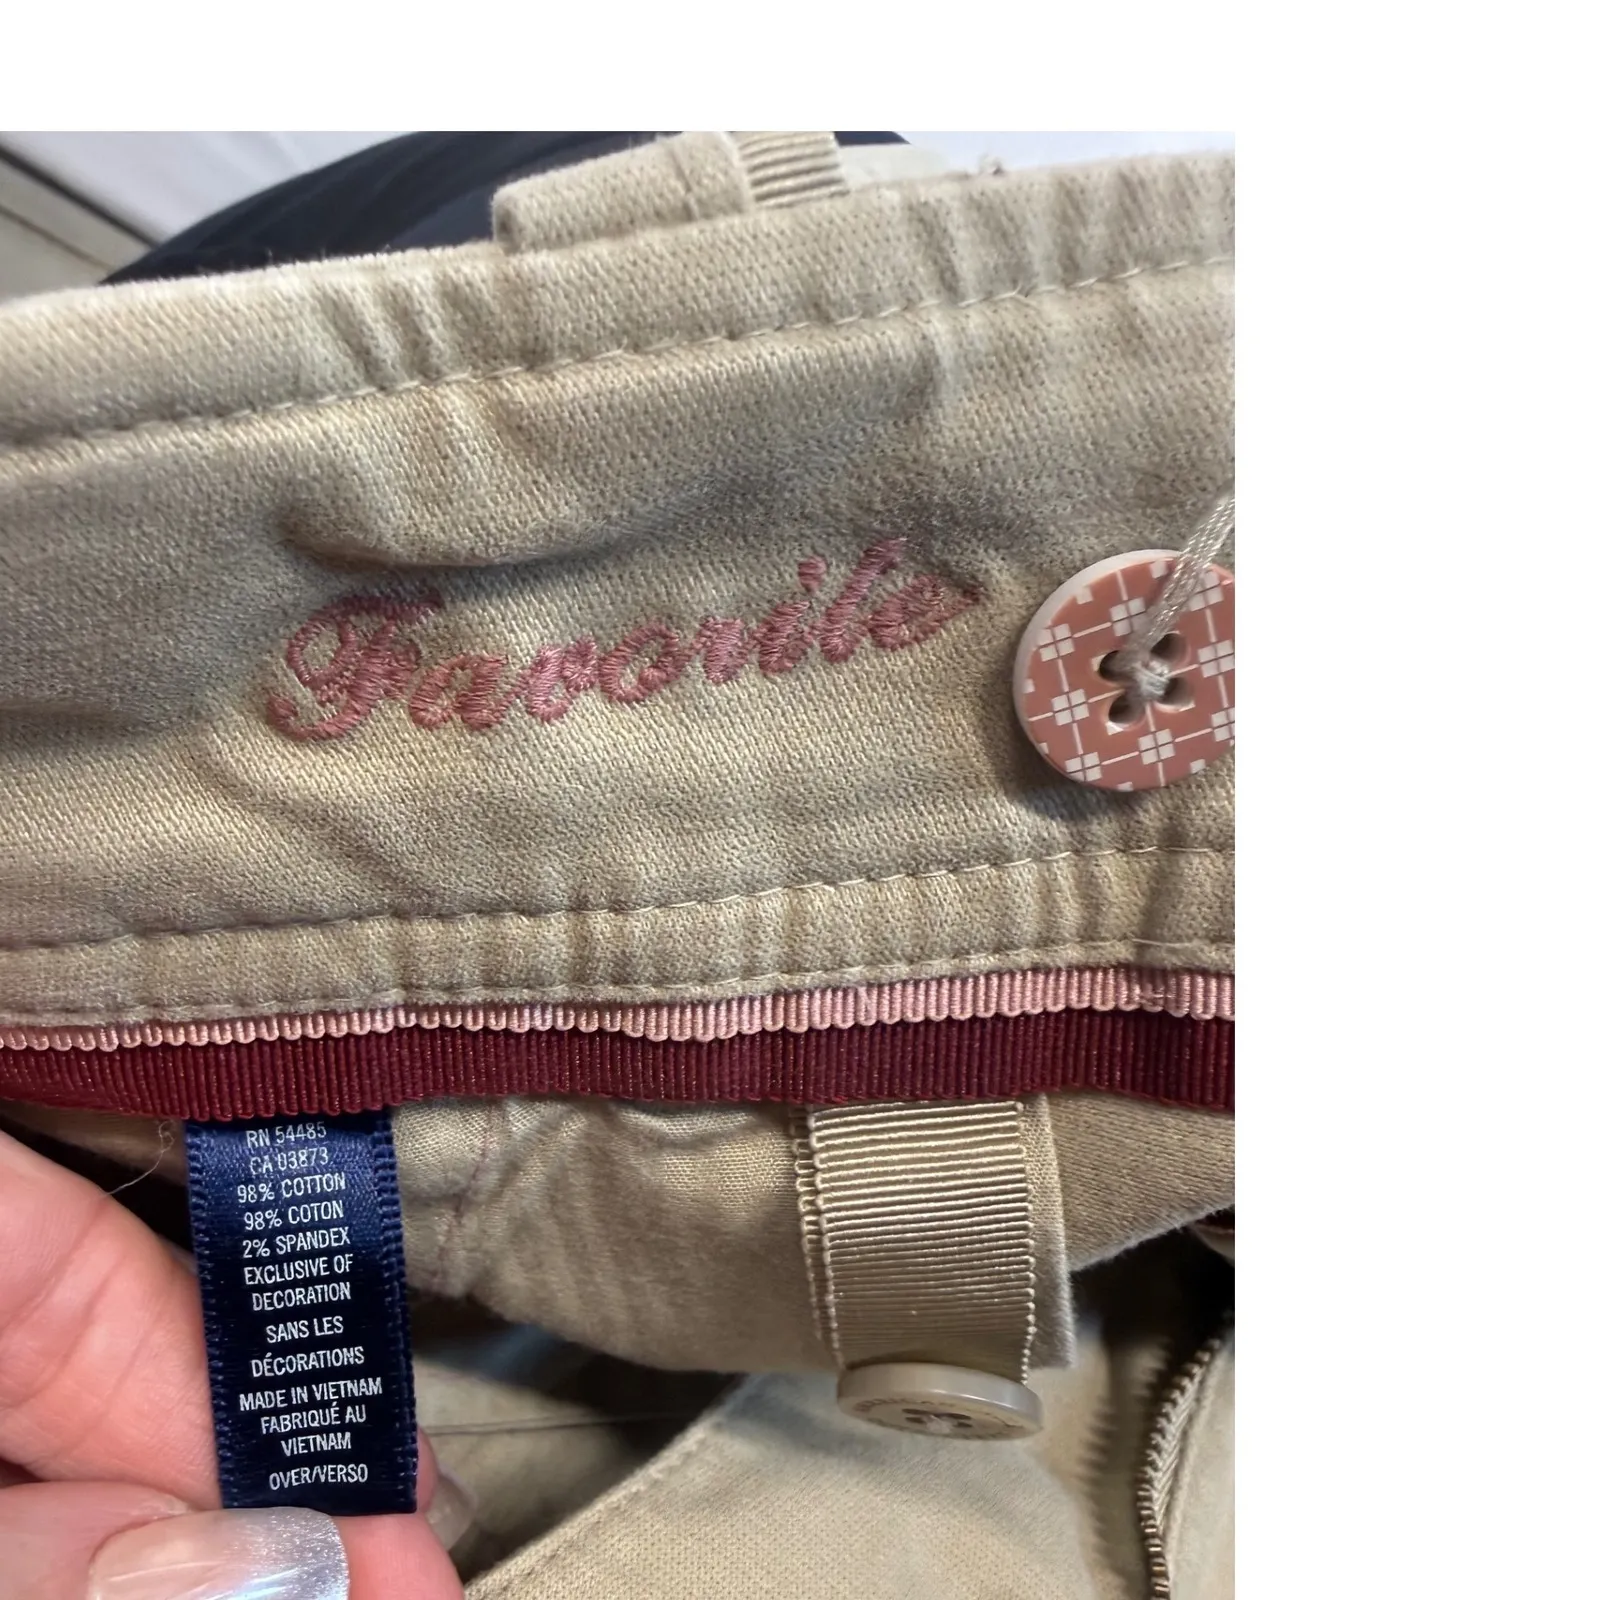 Favorite
RN 54485
CA 03873
98% COTTON
98% COTON
2% SPANDEX
EXCLUSIVE OF
DECORATION
SANS LES
DÉCORATIONS
MADE IN VIETNAM
FABRIQUÉ AU
VIETNAM
OVER/VERSO